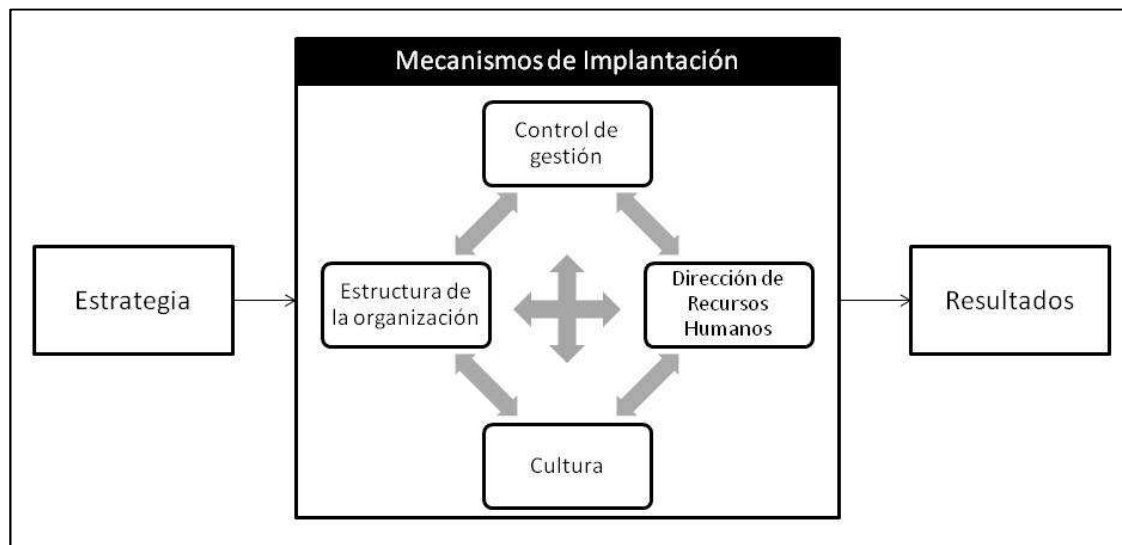 Mecanismos de Implantación
Control de
gestión
Estrategia
Estructura de
la organización
Dirección de
Recursos
Humanos
Resultados
Cultura